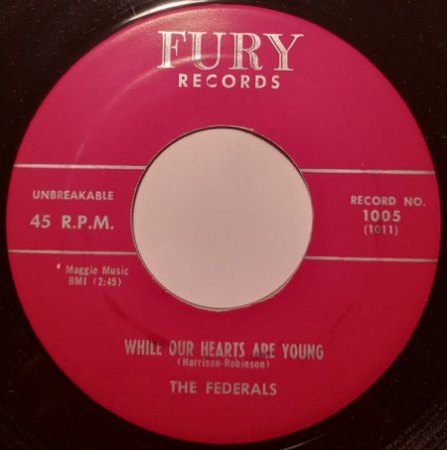 FURY
RECORDS
UNBREAKABLE
45 R.P.M.
RECORD NO.
1005
(1011)
Maggie Music
BMI (2:45)
WHILE OUR HEARTS ARE YOUNG
(Harrison-Robinson)
THE FEDERALS